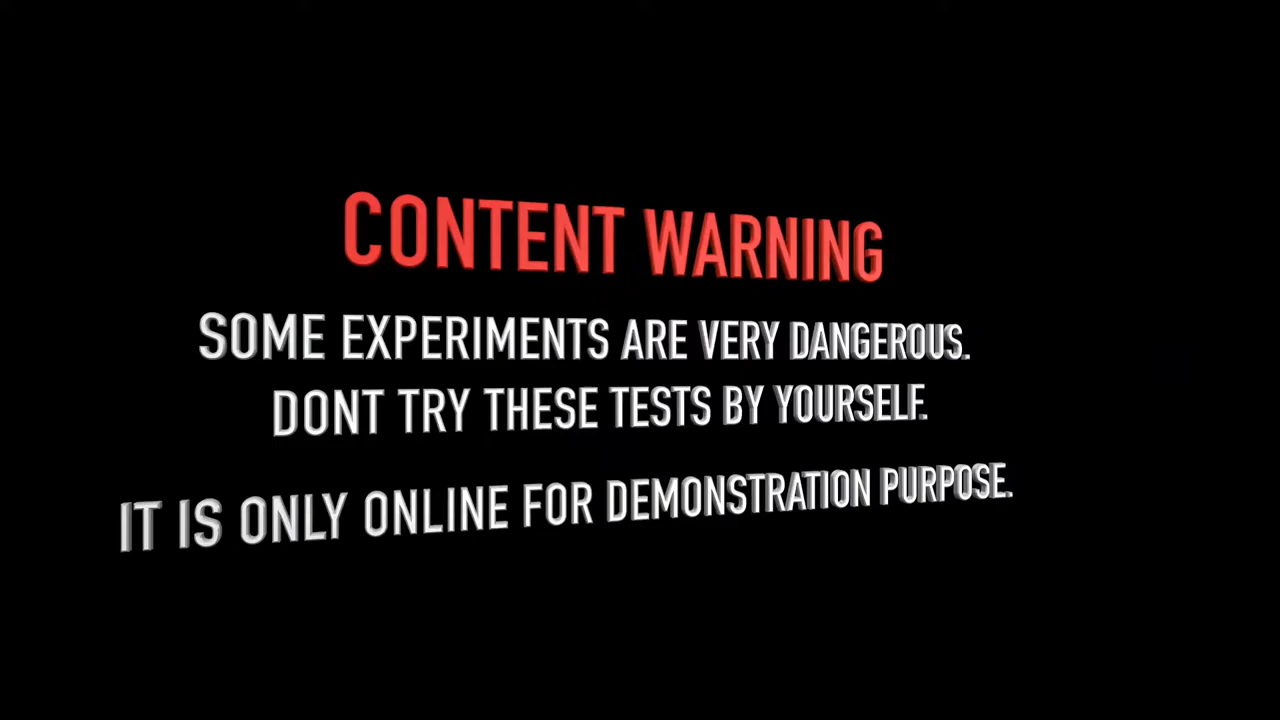 CONTENT WARNING
SOME EXPERIMENTS ARE VERY DANGEROUS.
DONT TRY THESE TESTS BY YOURSELF.
IT IS ONLY ONLINE FOR DEMONSTRATION PURPOSE.